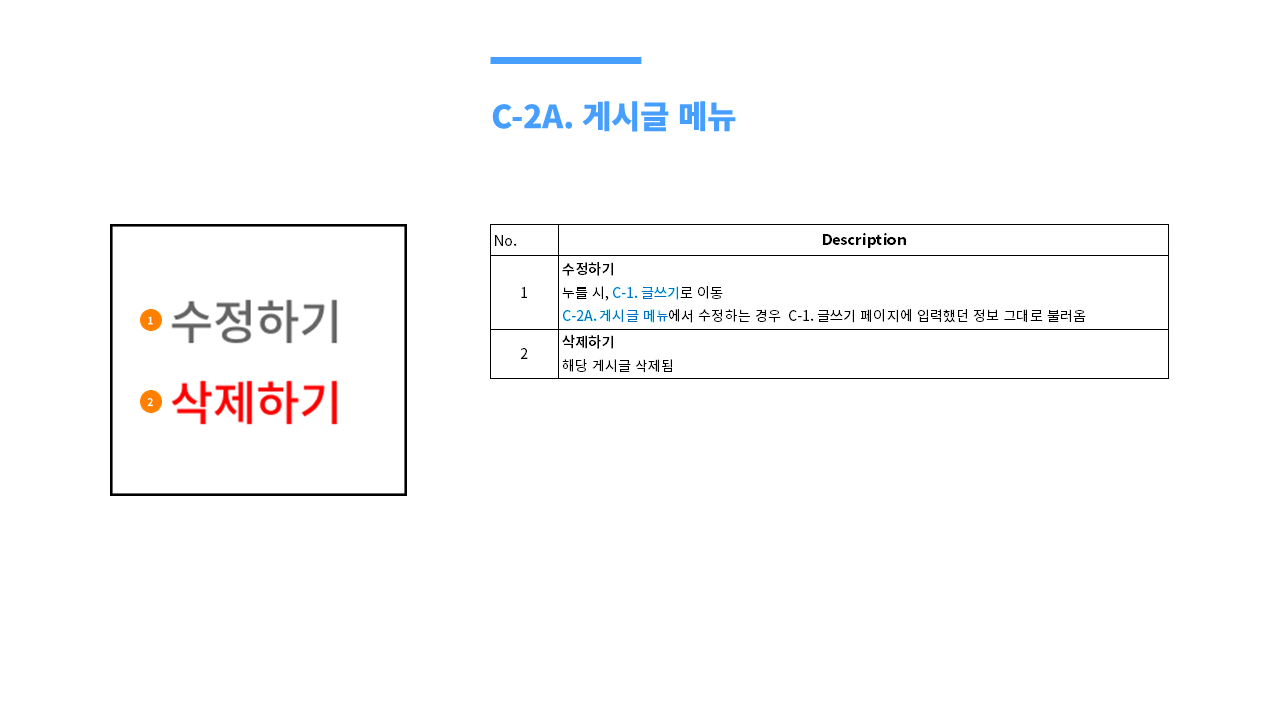 C-2A. 게시글 메뉴
1 수정하기
2 삭제하기
No. Description
1
수정하기
누를 시, C-1. 글쓰기로 이동
C-2A. 게시글 메뉴에서 수정하는 경우  C-1. 글쓰기 페이지에 입력했던 정보 그대로 불러옴
2
삭제하기
해당 게시글 삭제됨